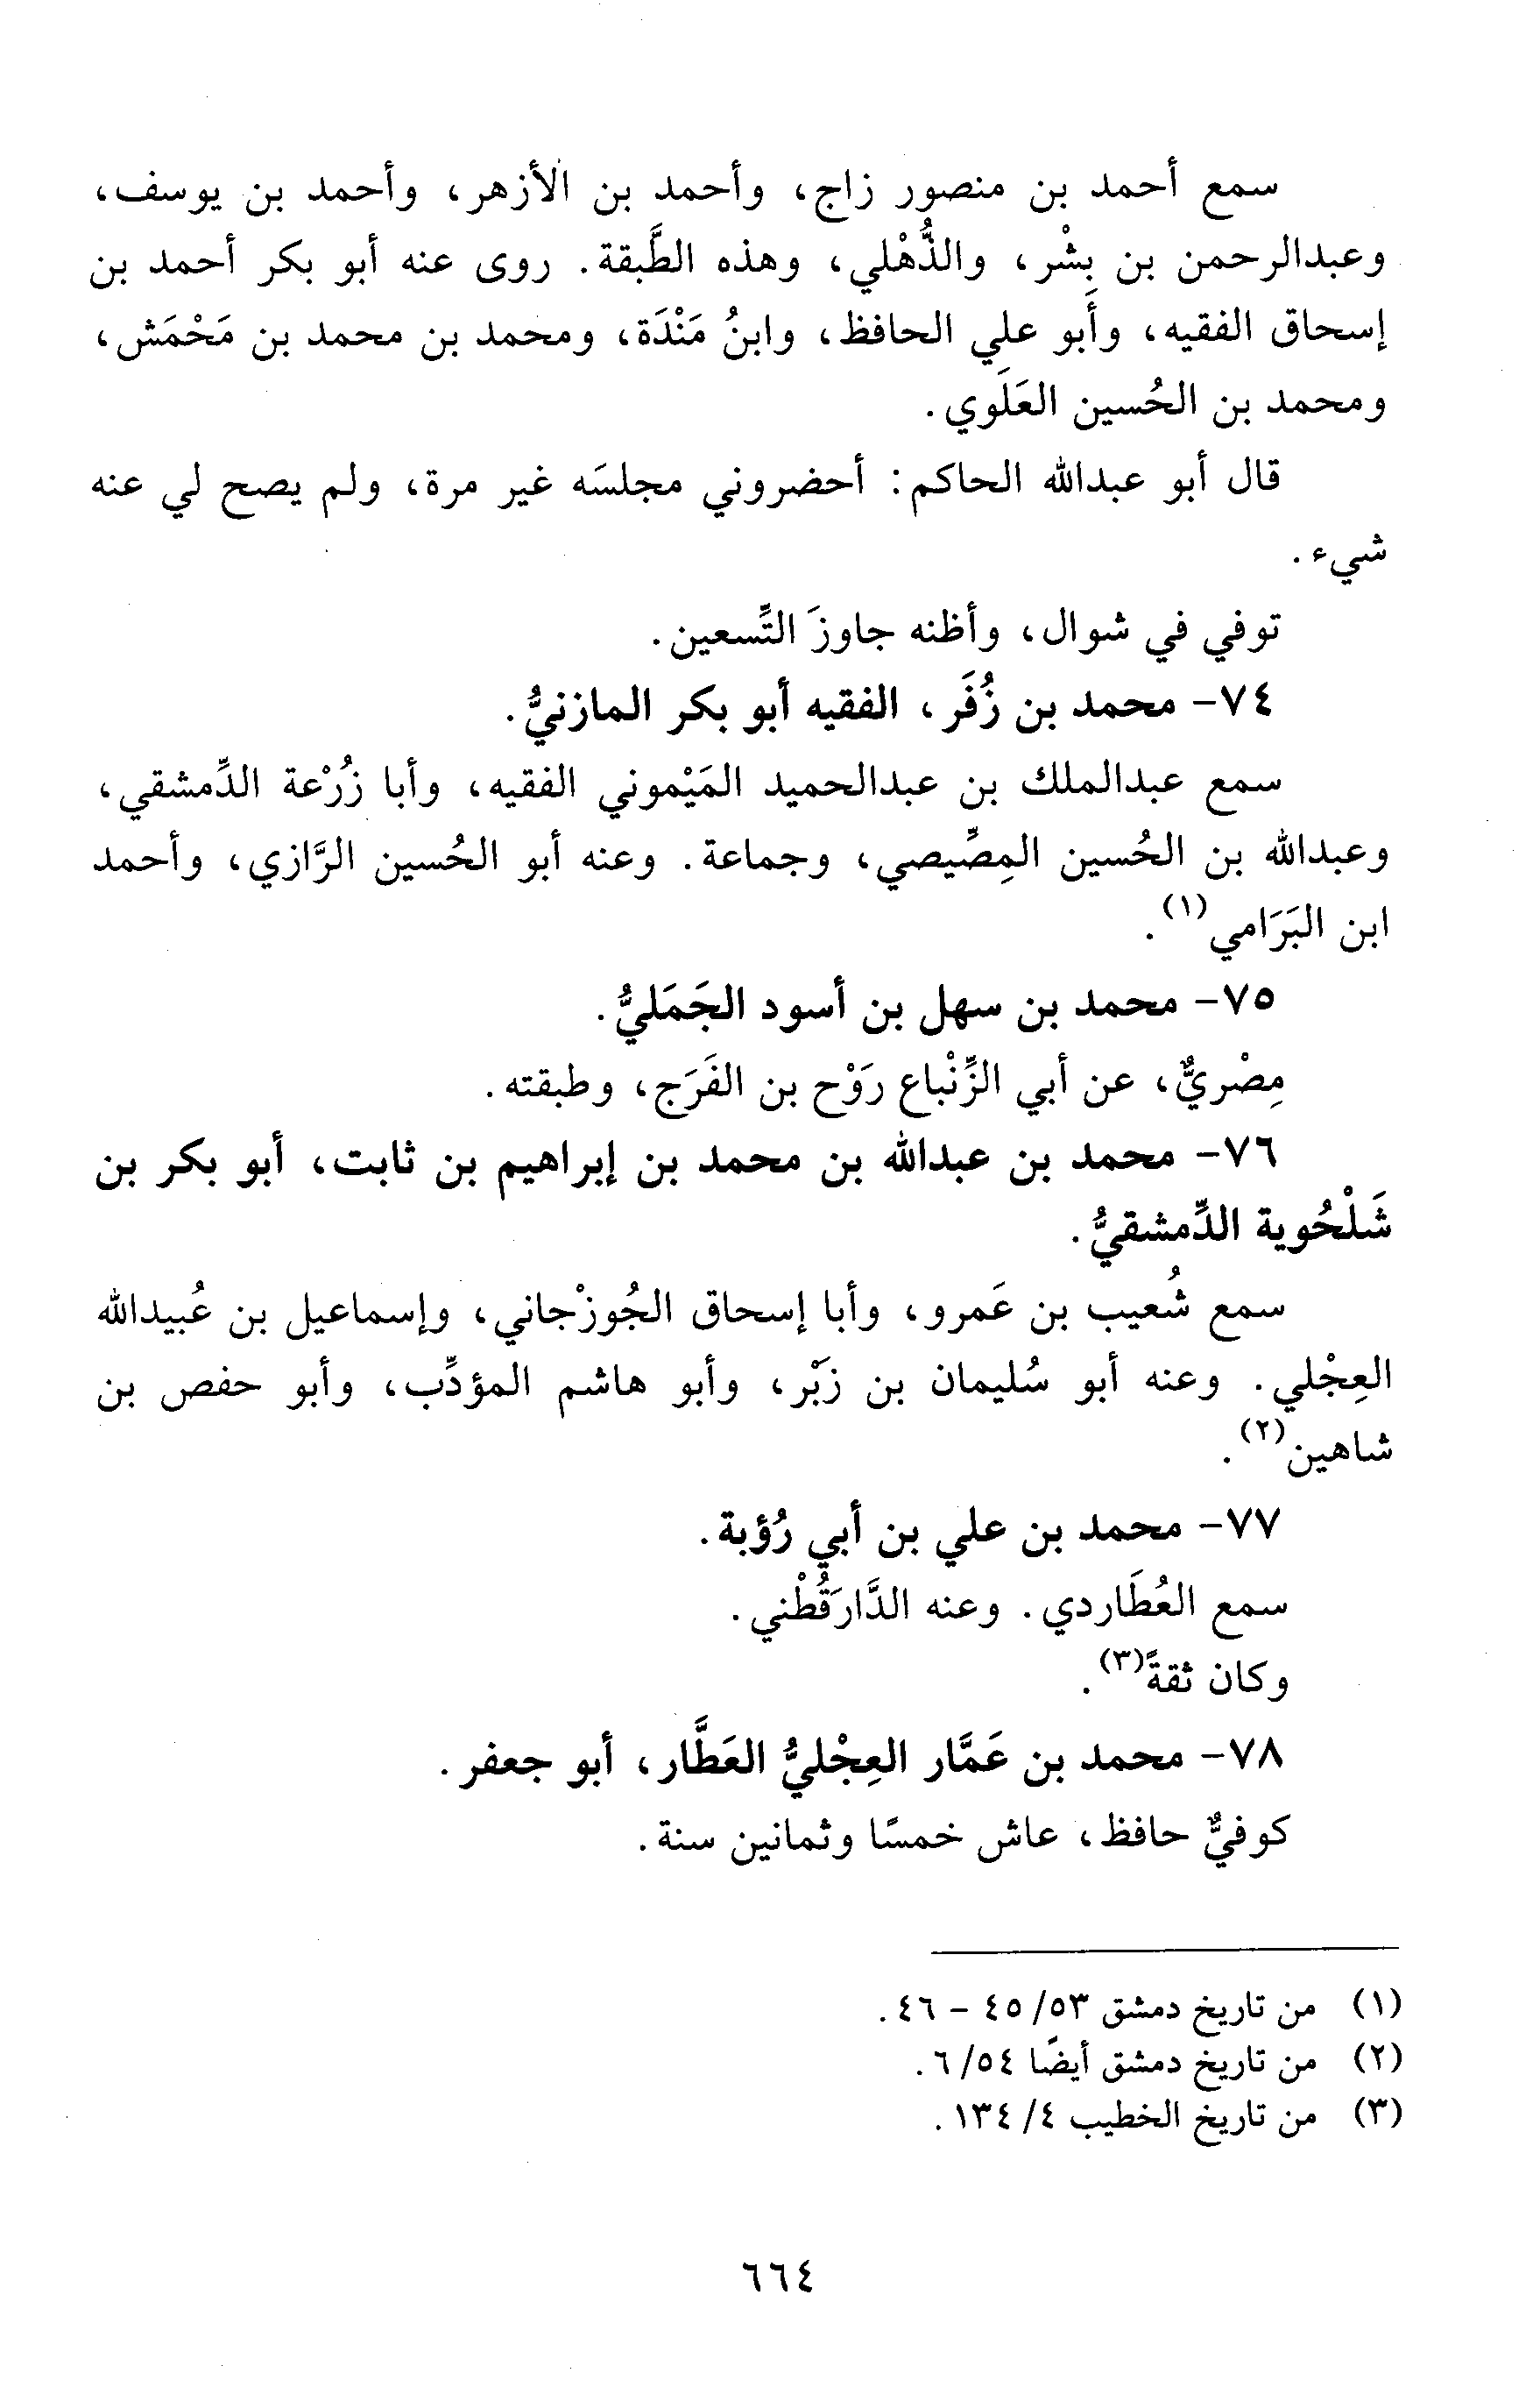 سمع أحمد بن منصور زاج، وأحمد بن الأزهر، وأحمد بن يوسف،
وعبدالرحمن بن بِشْر، والذُّهْلي، وهذه الطَّبقة. روى عنه أبو بكر أحمد بن
إسحاق الفقيه، وأبو علي الحافظ، وابنُ مَنْدَة، ومحمد بن محمد بن مَحْمَش،
ومحمد بن الحُسين العَلَوي.
قال أبو عبدالله الحاكم: أحضروني مجلسَه غير مرة، ولم يصح لي عنه
شيء.
توفي في شوال، وأظنه جاوزَ التِّسعين.
٧٤- محمد بن زُفَر، الفقيه أبو بكر المازنيُّ.
سمع عبدالملك بن عبدالحميد المَيْموني الفقيه، وأبا زُرْعة الدِّمشقي،
وعبدالله بن الحُسين المِصِّيصي، وجماعة. وعنه أبو الحُسين الرَّازي، وأحمد
ابن البَرَامي(١).
٧٥- محمد بن سهل بن أسود الجَمَليُّ.
مِصْريٌّ، عن أبي الزِّنْباع رَوْح بن الفَرَج، وطبقته.
٧٦- محمد بن عبدالله بن محمد بن إبراهيم بن ثابت، أبو بكر بن
شَلْحُوية الدِّمشقيُّ.
سمع شُعيب بن عَمرو، وأبا إسحاق الجُوزْجاني، وإسماعيل بن عُبيدالله
العِجْلي. وعنه أبو سُليمان بن زَبْر، وأبو هاشم المؤدِّب، وأبو حفص بن
شاهين(٢).
٧٧- محمد بن علي بن أبي رُؤبة.
سمع العُطَاردي. وعنه الدَّارَقُطْني.
وكان ثقةً(٣).
٧٨- محمد بن عَمَّار العِجْليُّ العَطَّار، أبو جعفر.
كوفيٌّ حافظ، عاش خمسًا وثمانين سنة.
(١) من تاريخ دمشق ٥٣/ ٤٥ - ٤٦.
(٢) من تاريخ دمشق أيضًا ٥٤/ ٦.
(٣) من تاريخ الخطيب ٤/ ١٣٤.
٦٦٤